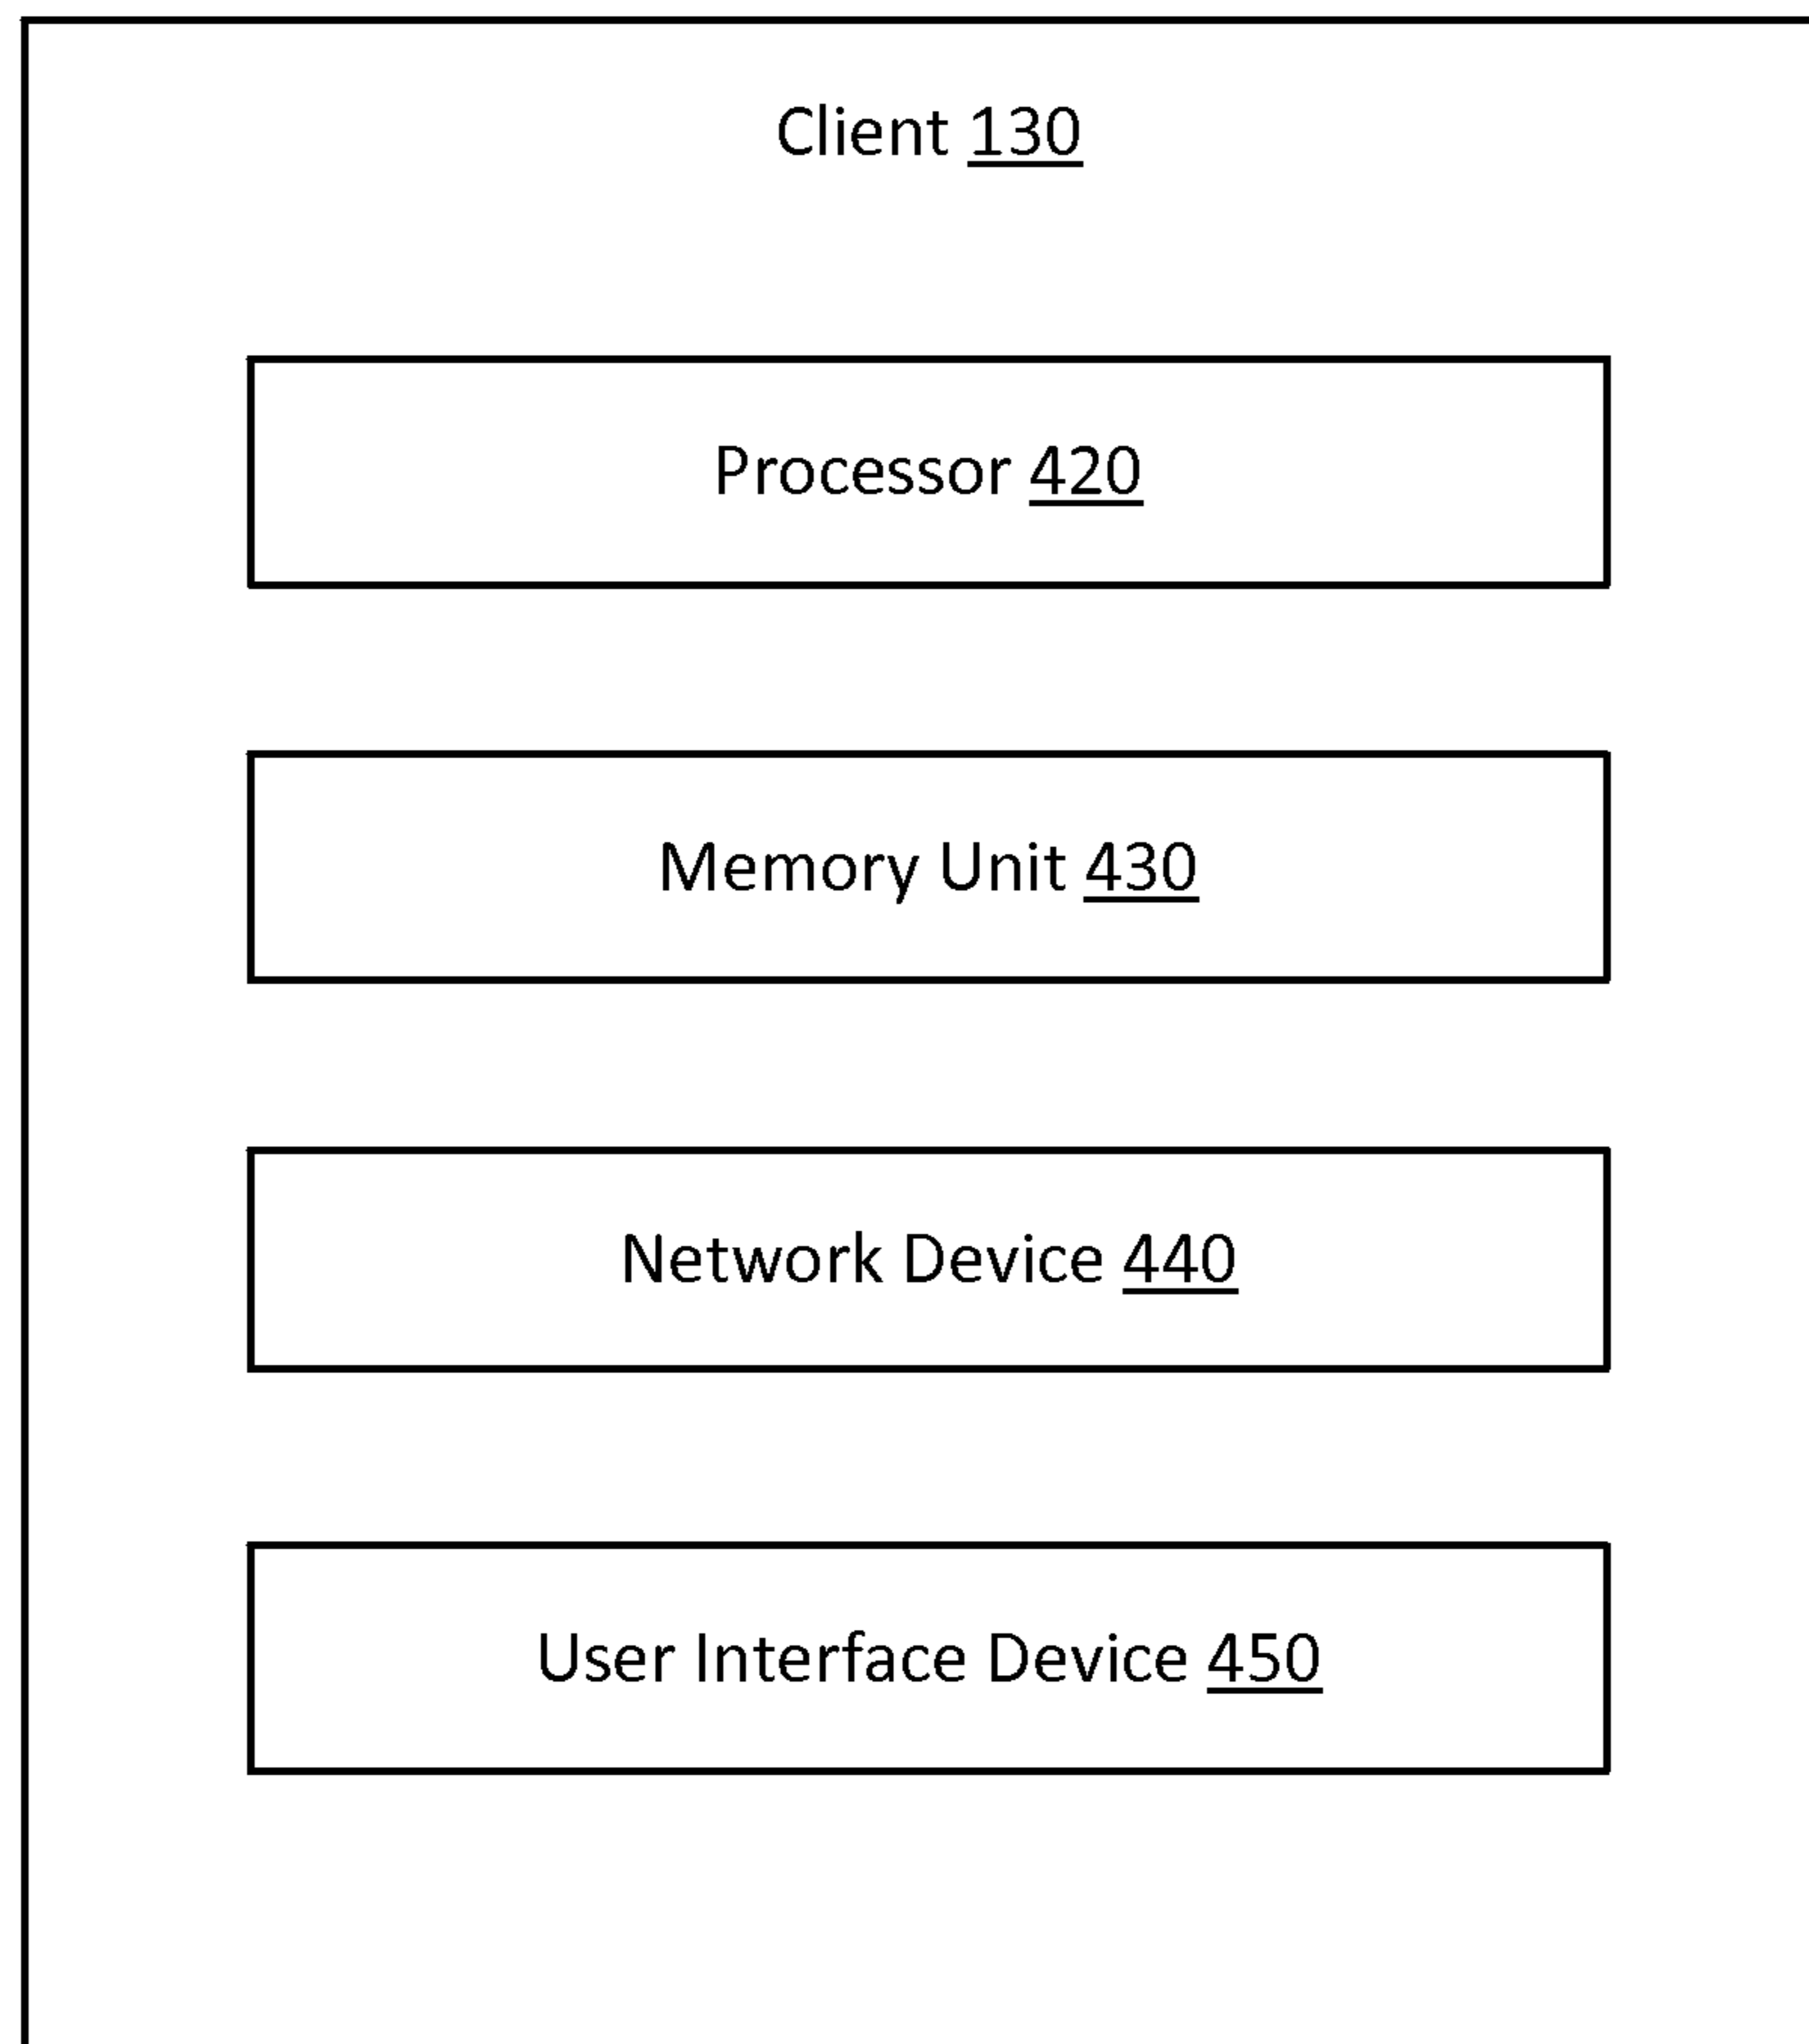 Client 130
Processor 420
Memory Unit 430
Network Device 440
User Interface Device 450